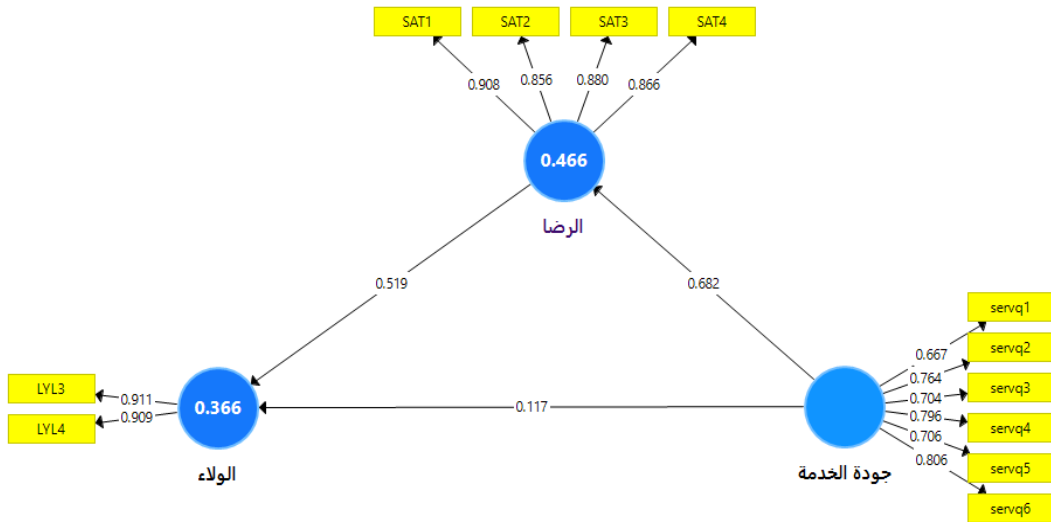 SAT1
SAT2
SAT3
SAT4
0.908
0.856
0.880
0.866
0.466
الرضا
0.519
0.682
servq1
servq2
servq3
servq4
servq5
servq6
0.667
0.764
0.704
0.796
0.706
0.806
LYL3
LYL4
0.911
0.909
0.366
0.117
الولاء
جودة الخدمة